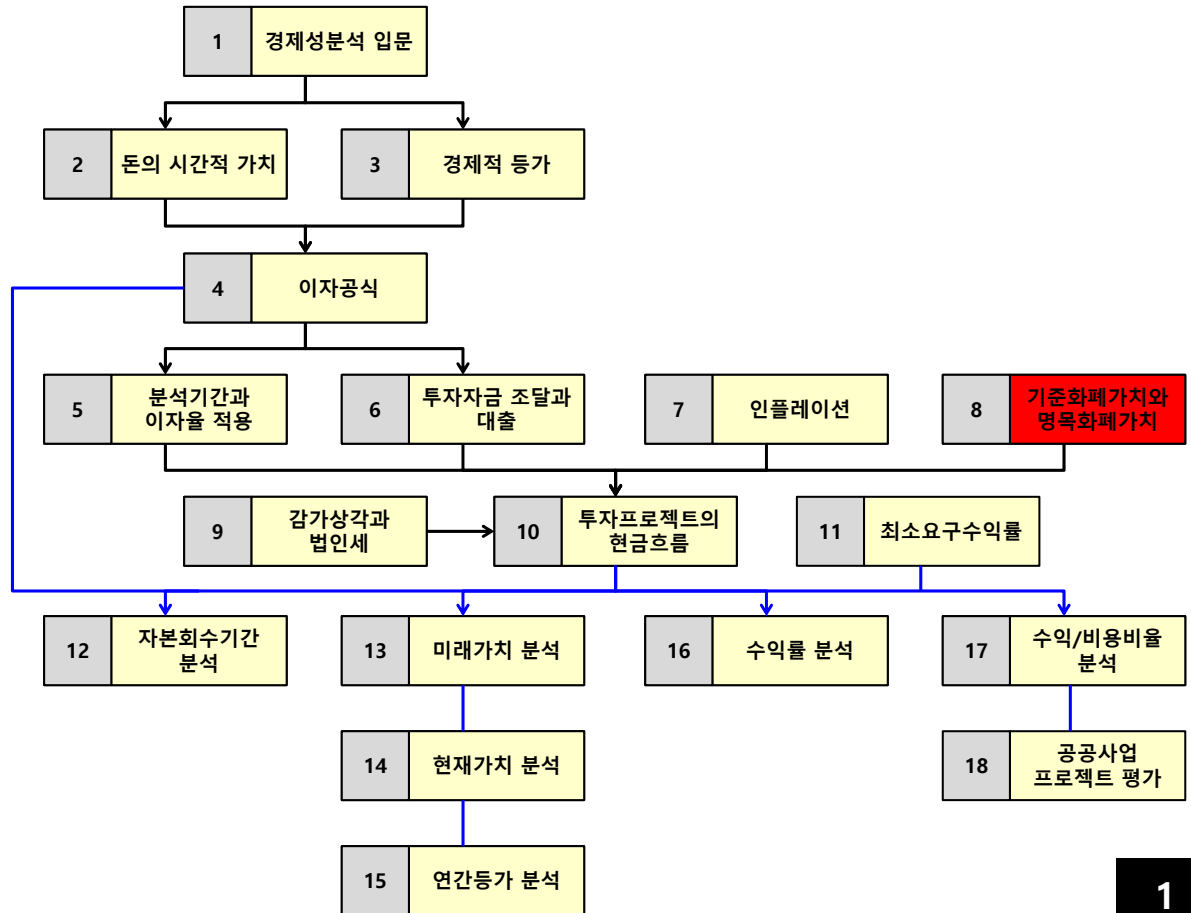 1
경제성분석 입문
2
돈의 시간적 가치
3
경제적 등가
4
이자공식
5
분석기간과
이자율 적용
6
투자자금 조달과
대출
7
인플레이션
8
기준화폐가치와
명목화폐가치
9
감가상각과
법인세
10
투자프로젝트의
현금흐름
11
최소요구수익률
12
자본회수기간
분석
13
미래가치 분석
16
수익률 분석
17
수익/비용비율
분석
14
현재가치 분석
18
공공사업
프로젝트 평가
15
연간등가 분석
1